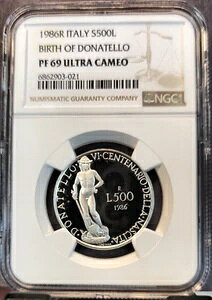 1986R ITALY S500L
BIRTH OF DONATELLO
PF 69 ULTRA CAMEO
6862903-021
NUMISMATIC GUARANTY COMPANY
NGC
DONATELLO VI·CENTENARIO·DELLA·NASCITA
R
L.500
1986